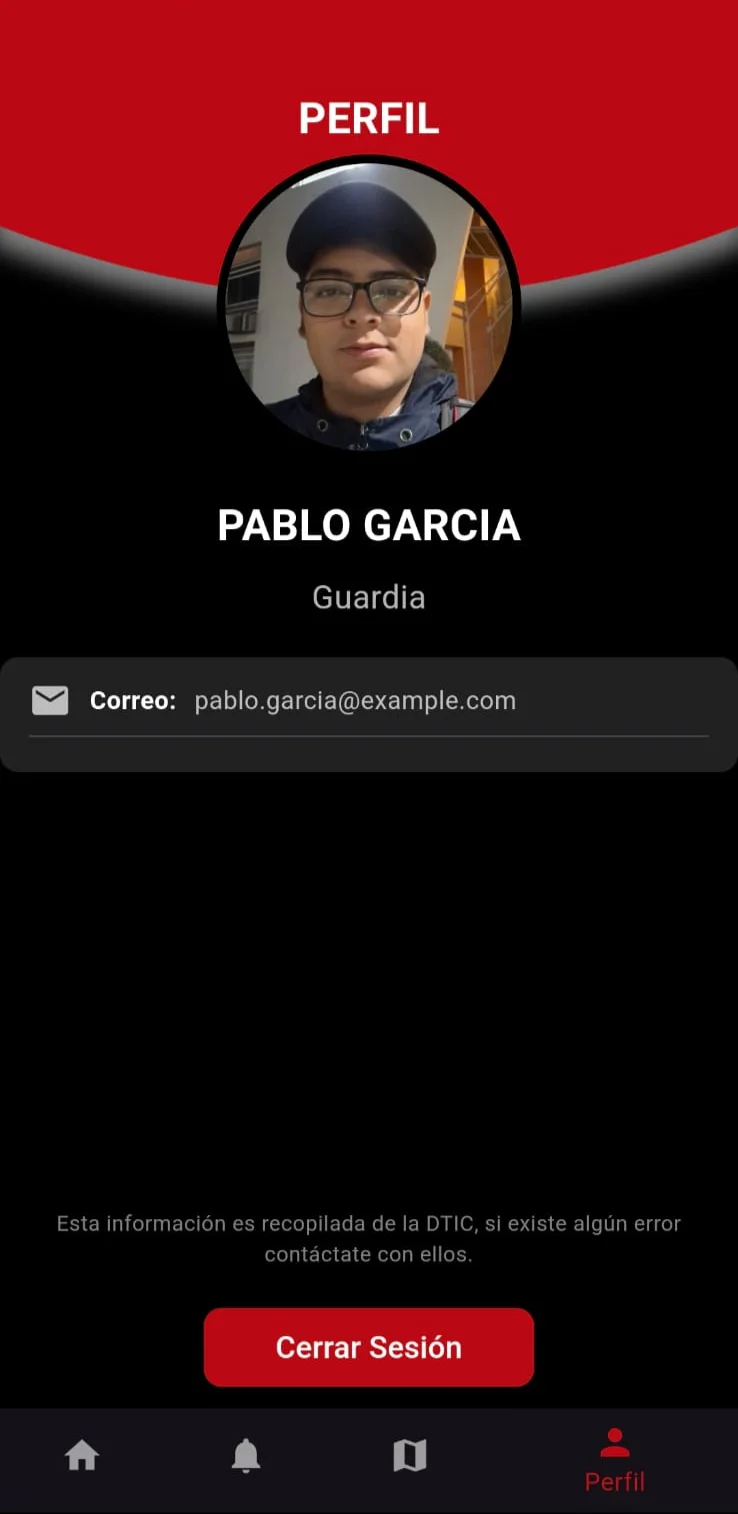 PERFIL
PABLO GARCIA
Guardia
Correo: pablo.garcia@example.com
Esta información es recopilada de la DTIC, si existe algún error
contáctate con ellos.
Cerrar Sesión
Perfil